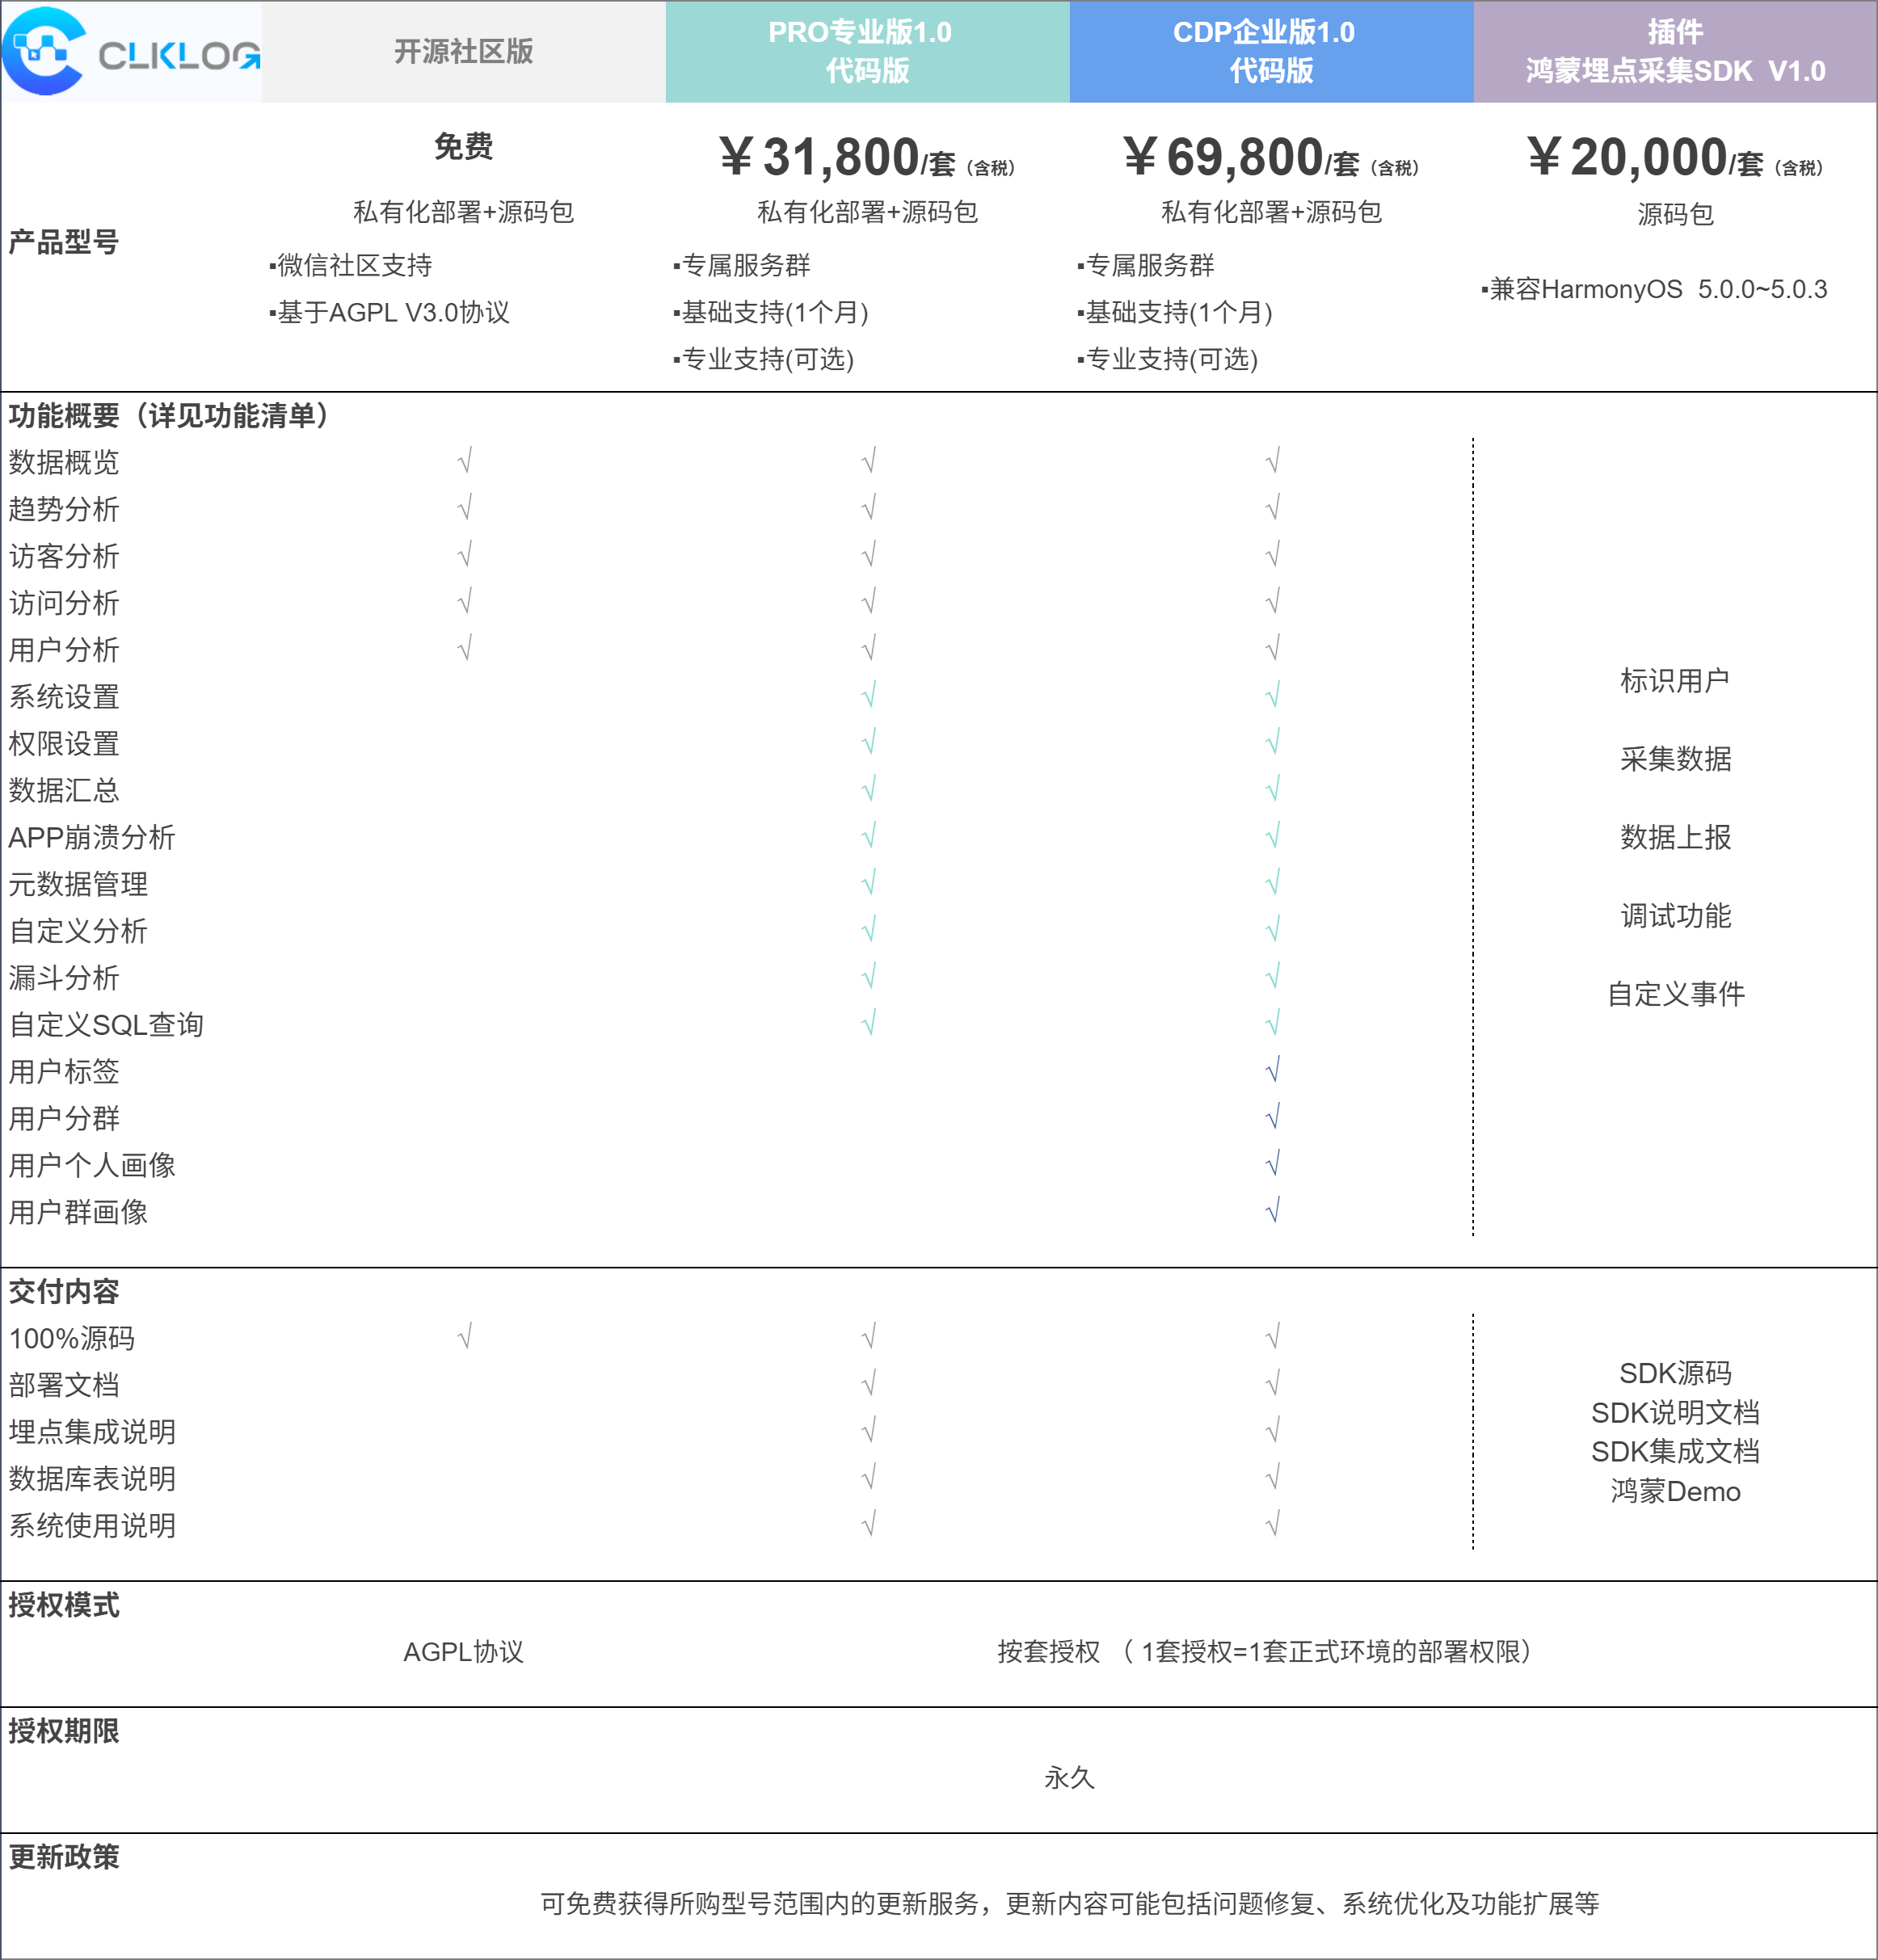 CLKLOG
开源社区版
PRO专业版1.0
代码版
CDP企业版1.0
代码版
插件
鸿蒙埋点采集SDK V1.0
产品型号
免费
私有化部署+源码包
▪微信社区支持
▪基于AGPL V3.0协议
￥31,800/套（含税）
私有化部署+源码包
▪专属服务群
▪基础支持(1个月)
▪专业支持(可选)
￥69,800/套（含税）
私有化部署+源码包
▪专属服务群
▪基础支持(1个月)
▪专业支持(可选)
￥20,000/套（含税）
源码包
▪兼容HarmonyOS 5.0.0~5.0.3
功能概要（详见功能清单）
数据概览 √ √ √
趋势分析 √ √ √
访客分析 √ √ √
访问分析 √ √ √
用户分析 √ √ √
系统设置 √ √
权限设置 √ √
数据汇总 √ √
APP崩溃分析 √ √
元数据管理 √ √
自定义分析 √ √
漏斗分析 √ √
自定义SQL查询 √ √
用户标签 √
用户分群 √
用户个人画像 √
用户群画像 √
标识用户
采集数据
数据上报
调试功能
自定义事件
交付内容
100%源码 √ √ √
部署文档 √ √
埋点集成说明 √ √
数据库表说明 √ √
系统使用说明 √ √
SDK源码
SDK说明文档
SDK集成文档
鸿蒙Demo
授权模式
AGPL协议
按套授权 （ 1套授权=1套正式环境的部署权限）
授权期限
永久
更新政策
可免费获得所购型号范围内的更新服务，更新内容可能包括问题修复、系统优化及功能扩展等